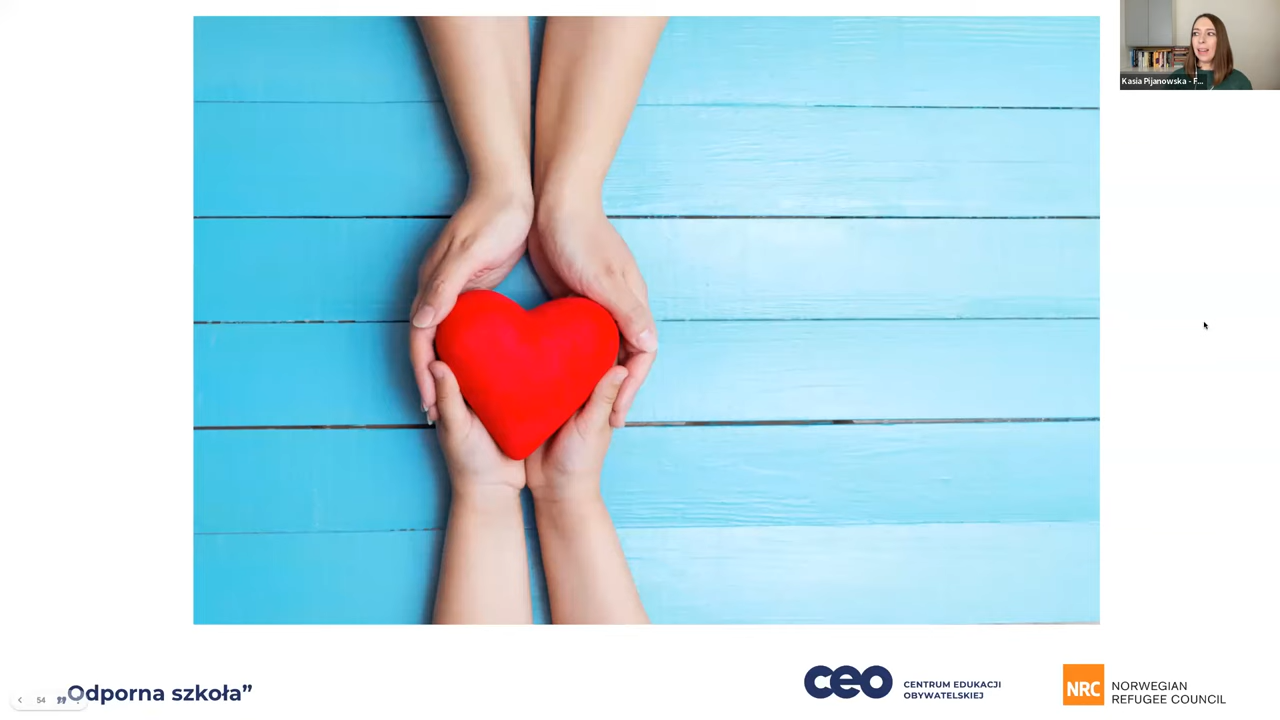 Kasia Pijanowska - F...
54
„Odporna szkoła”
ceo
CENTRUM EDUKACJI
OBYWATELSKIEJ
NRC
NORWEGIAN
REFUGEE COUNCIL